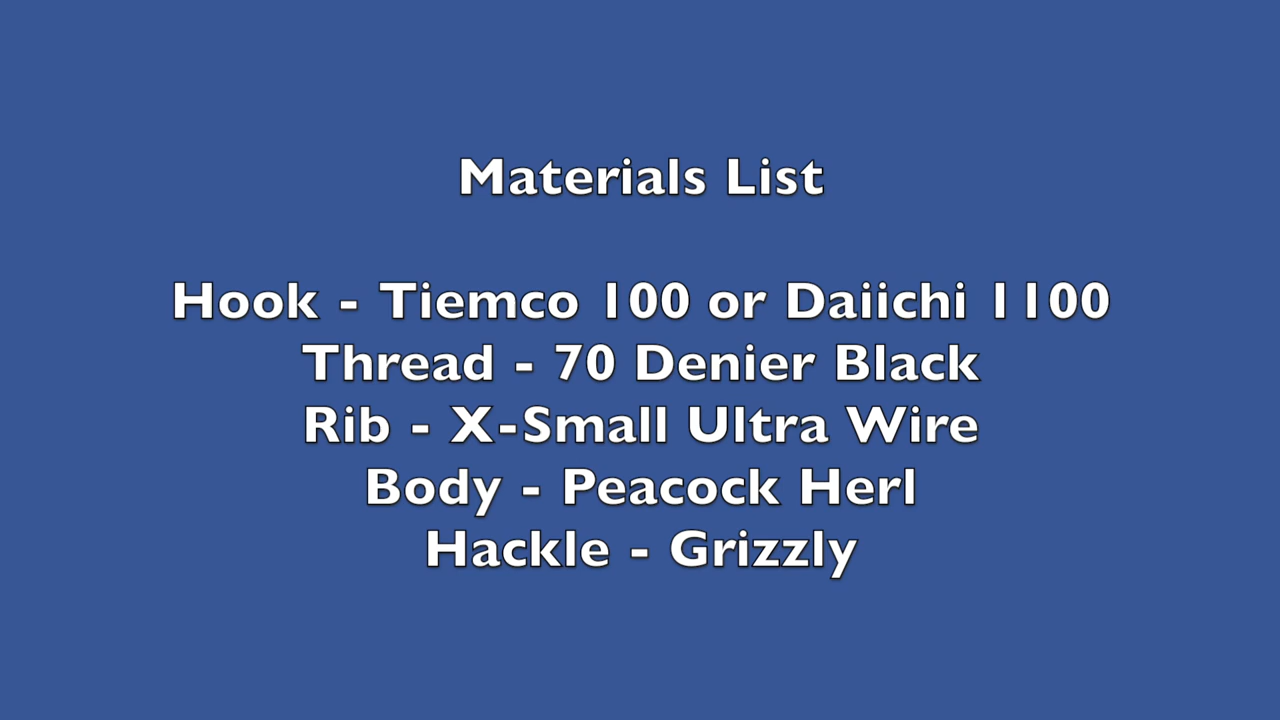 Materials List
Hook - Tiemco 100 or Daiichi 1100
Thread - 70 Denier Black
Rib - X-Small Ultra Wire
Body - Peacock Herl
Hackle - Grizzly